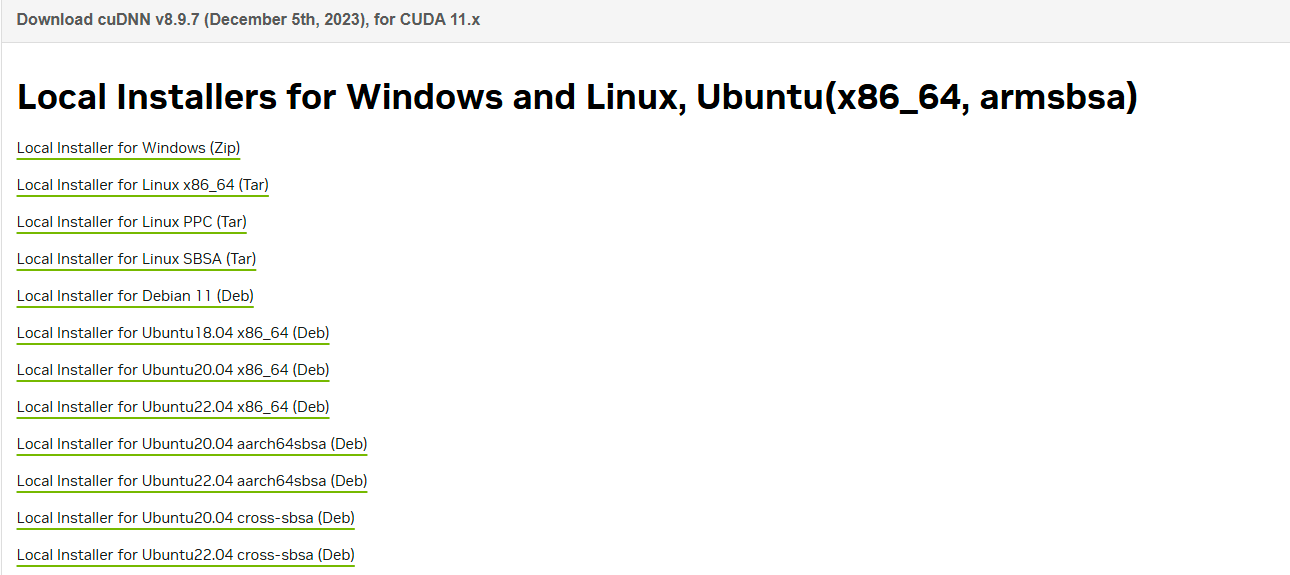 Download cuDNN v8.9.7 (December 5th, 2023), for CUDA 11.x
Local Installers for Windows and Linux, Ubuntu(x86_64, armsbsa)
Local Installer for Windows (Zip)
Local Installer for Linux x86_64 (Tar)
Local Installer for Linux PPC (Tar)
Local Installer for Linux SBSA (Tar)
Local Installer for Debian 11 (Deb)
Local Installer for Ubuntu18.04 x86_64 (Deb)
Local Installer for Ubuntu20.04 x86_64 (Deb)
Local Installer for Ubuntu22.04 x86_64 (Deb)
Local Installer for Ubuntu20.04 aarch64sbsa (Deb)
Local Installer for Ubuntu22.04 aarch64sbsa (Deb)
Local Installer for Ubuntu20.04 cross-sbsa (Deb)
Local Installer for Ubuntu22.04 cross-sbsa (Deb)